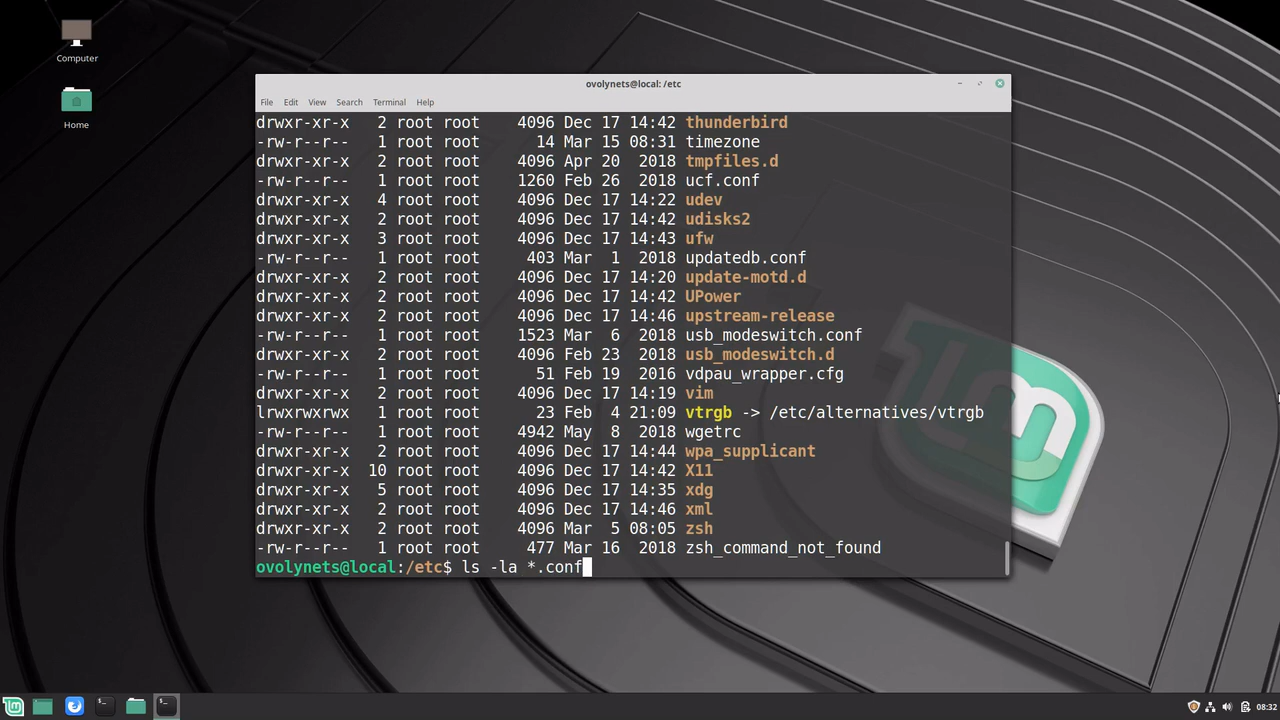 Computer
Home
ovolynets@local: /etc
File Edit View Search Terminal Help
drwxr-xr-x   2 root root    4096 Dec 17 14:42 thunderbird
-rw-r--r--   1 root root      14 Mar 15 08:31 timezone
drwxr-xr-x   2 root root    4096 Apr 20  2018 tmpfiles.d
-rw-r--r--   1 root root    1260 Feb 26  2018 ucf.conf
drwxr-xr-x   4 root root    4096 Dec 17 14:22 udev
drwxr-xr-x   2 root root    4096 Dec 17 14:42 udisks2
drwxr-xr-x   3 root root    4096 Dec 17 14:43 ufw
-rw-r--r--   1 root root     403 Mar  1  2018 updatedb.conf
drwxr-xr-x   2 root root    4096 Dec 17 14:20 update-motd.d
drwxr-xr-x   2 root root    4096 Dec 17 14:42 UPower
drwxr-xr-x   2 root root    4096 Dec 17 14:46 upstream-release
-rw-r--r--   1 root root    1523 Mar  6  2018 usb_modeswitch.conf
drwxr-xr-x   2 root root    4096 Feb 23  2018 usb_modeswitch.d
-rw-r--r--   1 root root      51 Feb 19  2016 vdpau_wrapper.cfg
drwxr-xr-x   2 root root    4096 Dec 17 14:19 vim
lrwxrwxrwx   1 root root      23 Feb  4 21:09 vtrgb -> /etc/alternatives/vtrgb
-rw-r--r--   1 root root    4942 May  8  2018 wgetrc
drwxr-xr-x   2 root root    4096 Dec 17 14:44 wpa_supplicant
drwxr-xr-x  10 root root    4096 Dec 17 14:42 X11
drwxr-xr-x   5 root root    4096 Dec 17 14:35 xdg
drwxr-xr-x   2 root root    4096 Dec 17 14:46 xml
drwxr-xr-x   2 root root    4096 Mar  5 08:05 zsh
-rw-r--r--   1 root root     477 Mar 16  2018 zsh_command_not_found
ovolynets@local:/etc$ ls -la *.conf
08:32